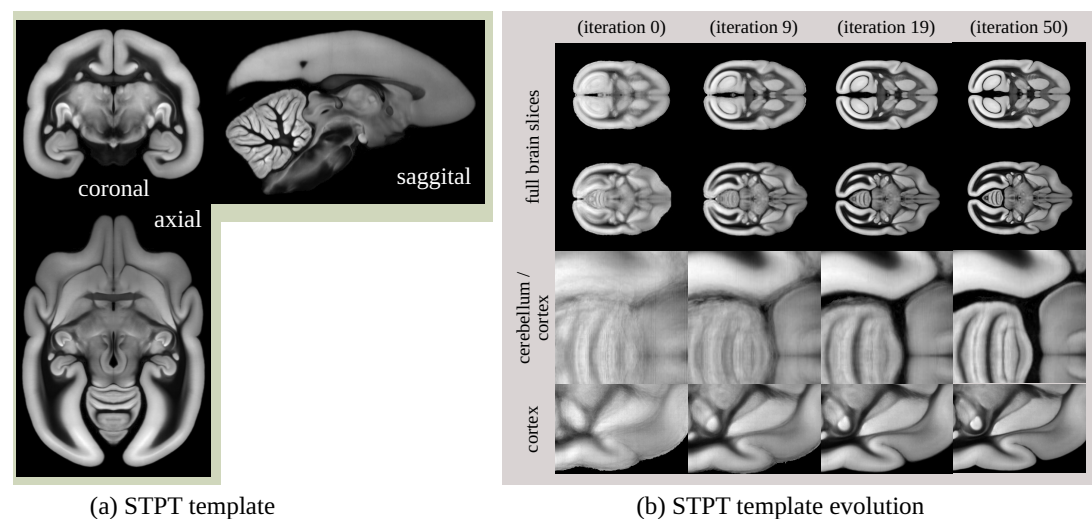 coronal
saggital
axial
(a) STPT template
(iteration 0) (iteration 9) (iteration 19) (iteration 50)
full brain slices
cerebellum /
cortex
cortex
(b) STPT template evolution